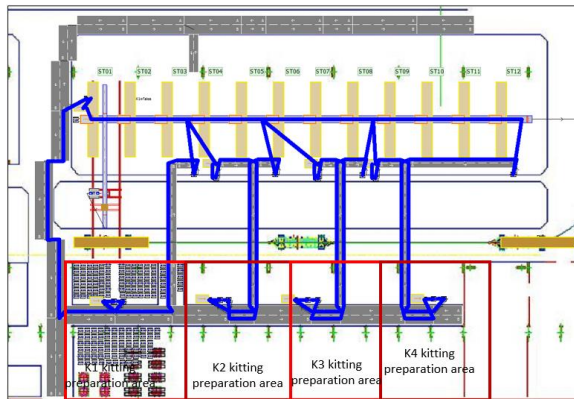 ST01 ST02 ST03 ST04 ST05 ST06 ST07 ST08 ST09 ST10 ST11 ST12
K1 kitting
preparation area
K2 kitting
preparation area
K3 kitting
preparation area
K4 kitting
preparation area